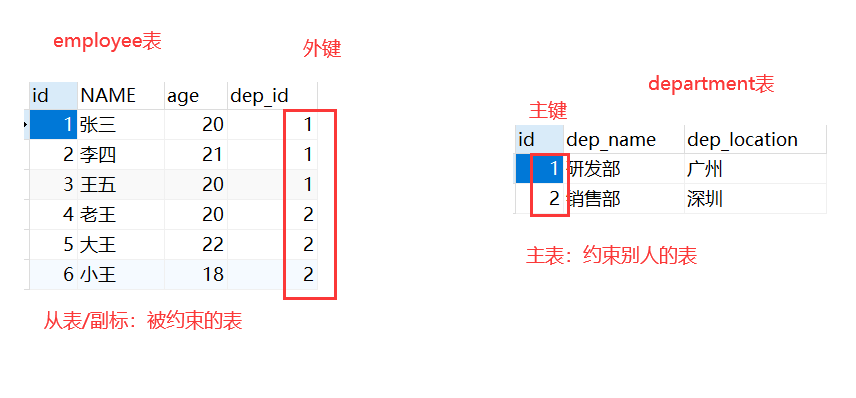 employee表
外键
id NAME age dep_id
1 张三 20 1
2 李四 21 1
3 王五 20 1
4 老王 20 2
5 大王 22 2
6 小王 18 2
从表/副标：被约束的表
department表
主键
id dep_name dep_location
1 研发部 广州
2 销售部 深圳
主表：约束别人的表